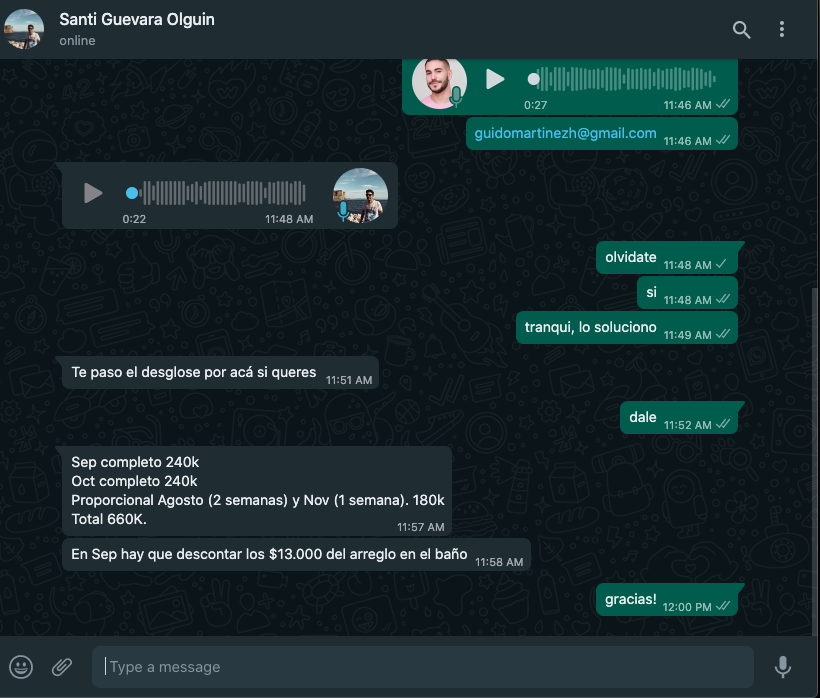 Santi Guevara Olguin
online
0:27 11:46 AM
guidomartinezh@gmail.com 11:46 AM
0:22 11:48 AM
olvidate 11:48 AM
si 11:48 AM
tranqui, lo soluciono 11:49 AM
Te paso el desglose por acá si queres 11:51 AM
dale 11:52 AM
Sep completo 240k
Oct completo 240k
Proporcional Agosto (2 semanas) y Nov (1 semana). 180k
Total 660K.
11:57 AM
En Sep hay que descontar los $13.000 del arreglo en el baño 11:58 AM
gracias! 12:00 PM
Type a message